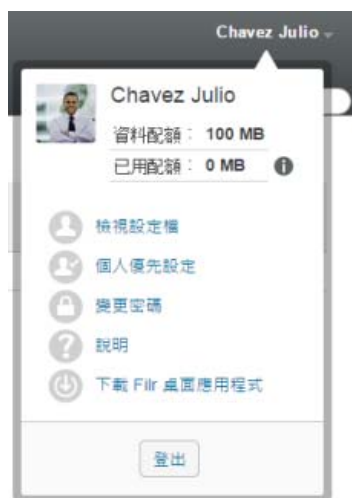 Chavez Julio
Chavez Julio
資料配額： 100 MB
已用配額： 0 MB
檢視設定檔
個人優先設定
變更密碼
說明
下載 Filr 桌面應用程式
登出